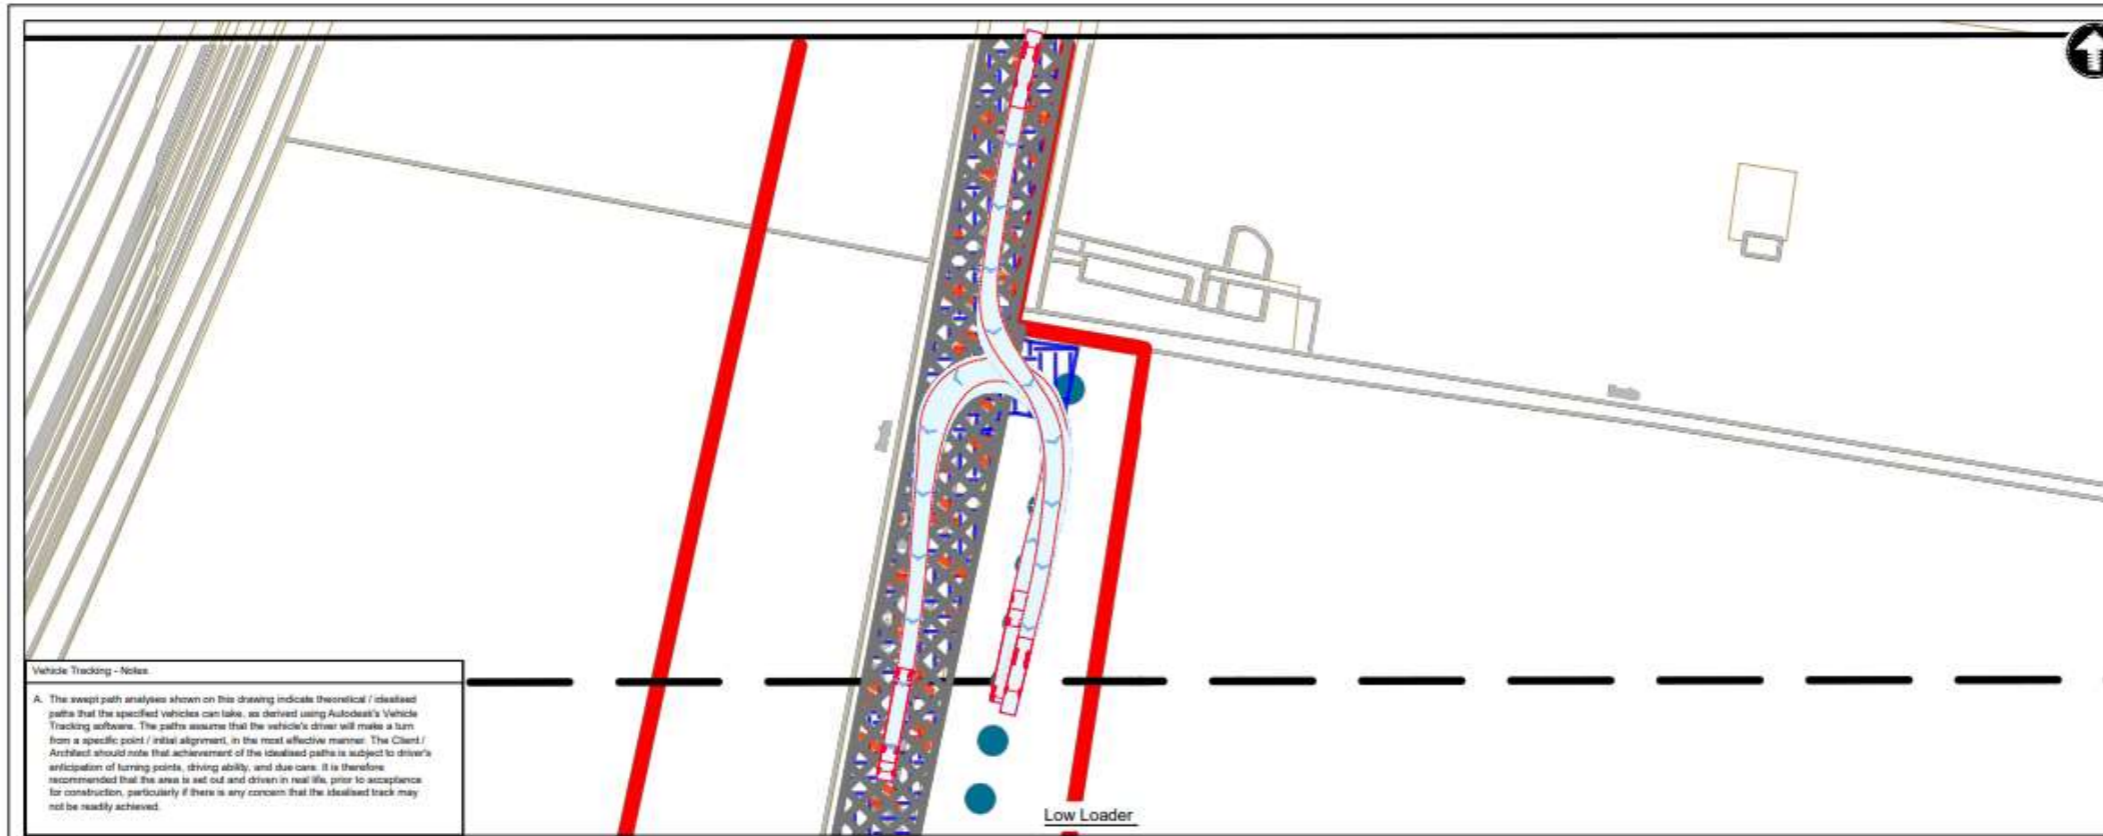 Vehicle Tracking - Notes
A. The swept path analyses shown on this drawing indicate theoretical / idealised
paths that the specified vehicles can take, as derived using Autodesk's Vehicle
Tracking software. The paths assume that the vehicle's driver will make a turn
from a specific point / initial alignment, in the most effective manner. The Client /
Architect should note that achievement of the idealised paths is subject to driver's
anticipation of turning points, driving ability, and due care. It is therefore
recommended that the area is set out and driven in real life, prior to acceptance
for construction, particularly if there is any concern that the idealised track may
not be readily achieved.
Low Loader